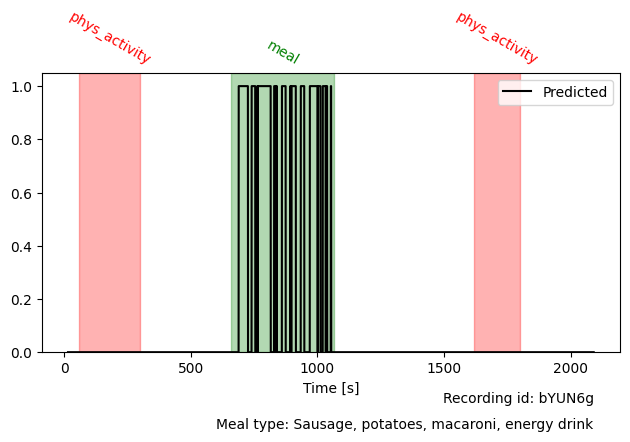 phys_activity
meal
phys_activity
1.0
Predicted
0.8
0.6
0.4
0.2
0.0
0 500 1000 1500 2000
Time [s]
Recording id: bYUN6g
Meal type: Sausage, potatoes, macaroni, energy drink